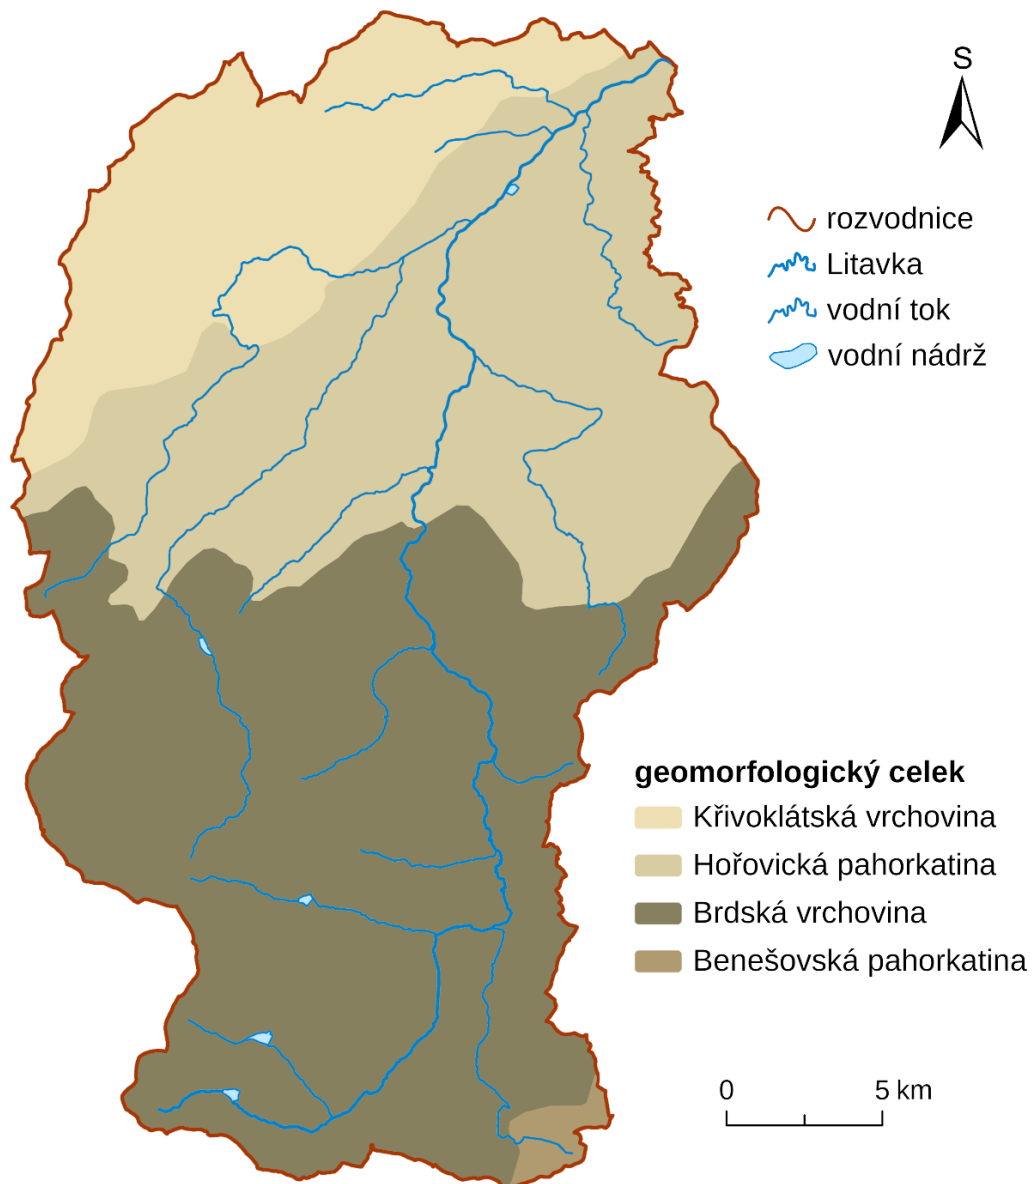 S
rozvodnice
Litavka
vodní tok
vodní nádrž
geomorfologický celek
Křivoklátská vrchovina
Hořovická pahorkatina
Brdská vrchovina
Benešovská pahorkatina
0 5 km